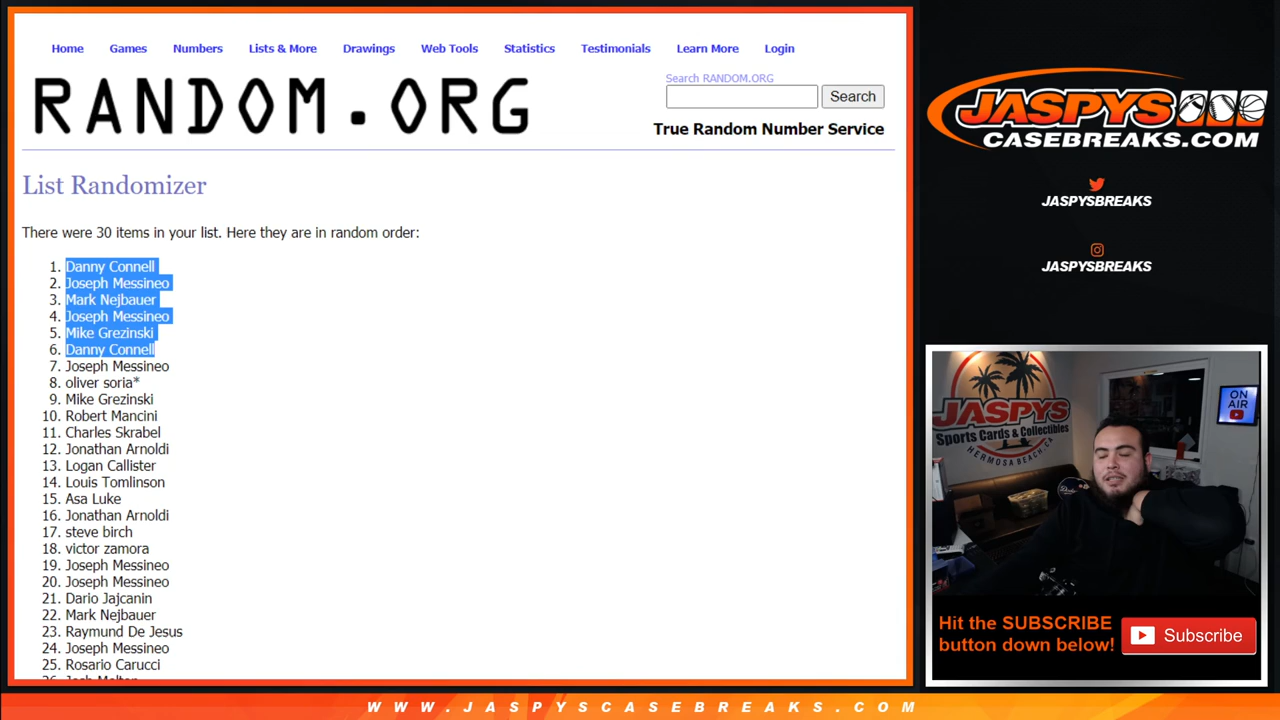 Home Games Numbers Lists & More Drawings Web Tools Statistics Testimonials Learn More Login
RANDOM.ORG
Search RANDOM.ORG
Search
True Random Number Service
List Randomizer
There were 30 items in your list. Here they are in random order:
1. Danny Connell
2. Joseph Messineo
3. Mark Nejbauer
4. Joseph Messineo
5. Mike Grezinski
6. Danny Connell
7. Joseph Messineo
8. oliver soria*
9. Mike Grezinski
10. Robert Mancini
11. Charles Skrabel
12. Jonathan Arnoldi
13. Logan Callister
14. Louis Tomlinson
15. Asa Luke
16. Jonathan Arnoldi
17. steve birch
18. victor zamora
19. Joseph Messineo
20. Joseph Messineo
21. Dario Jajcanin
22. Mark Nejbauer
23. Raymund De Jesus
24. Joseph Messineo
25. Rosario Carucci
JASPYS
CASEBREAKS.COM
JASPYSBREAKS
JASPYSBREAKS
JASPYS
Sports Cards & Collectibles
HERMOSA BEACH, CA
ON
AIR
Hit the SUBSCRIBE
button down below!
Subscribe
WWW.JASPYSCASEBREAKS.COM